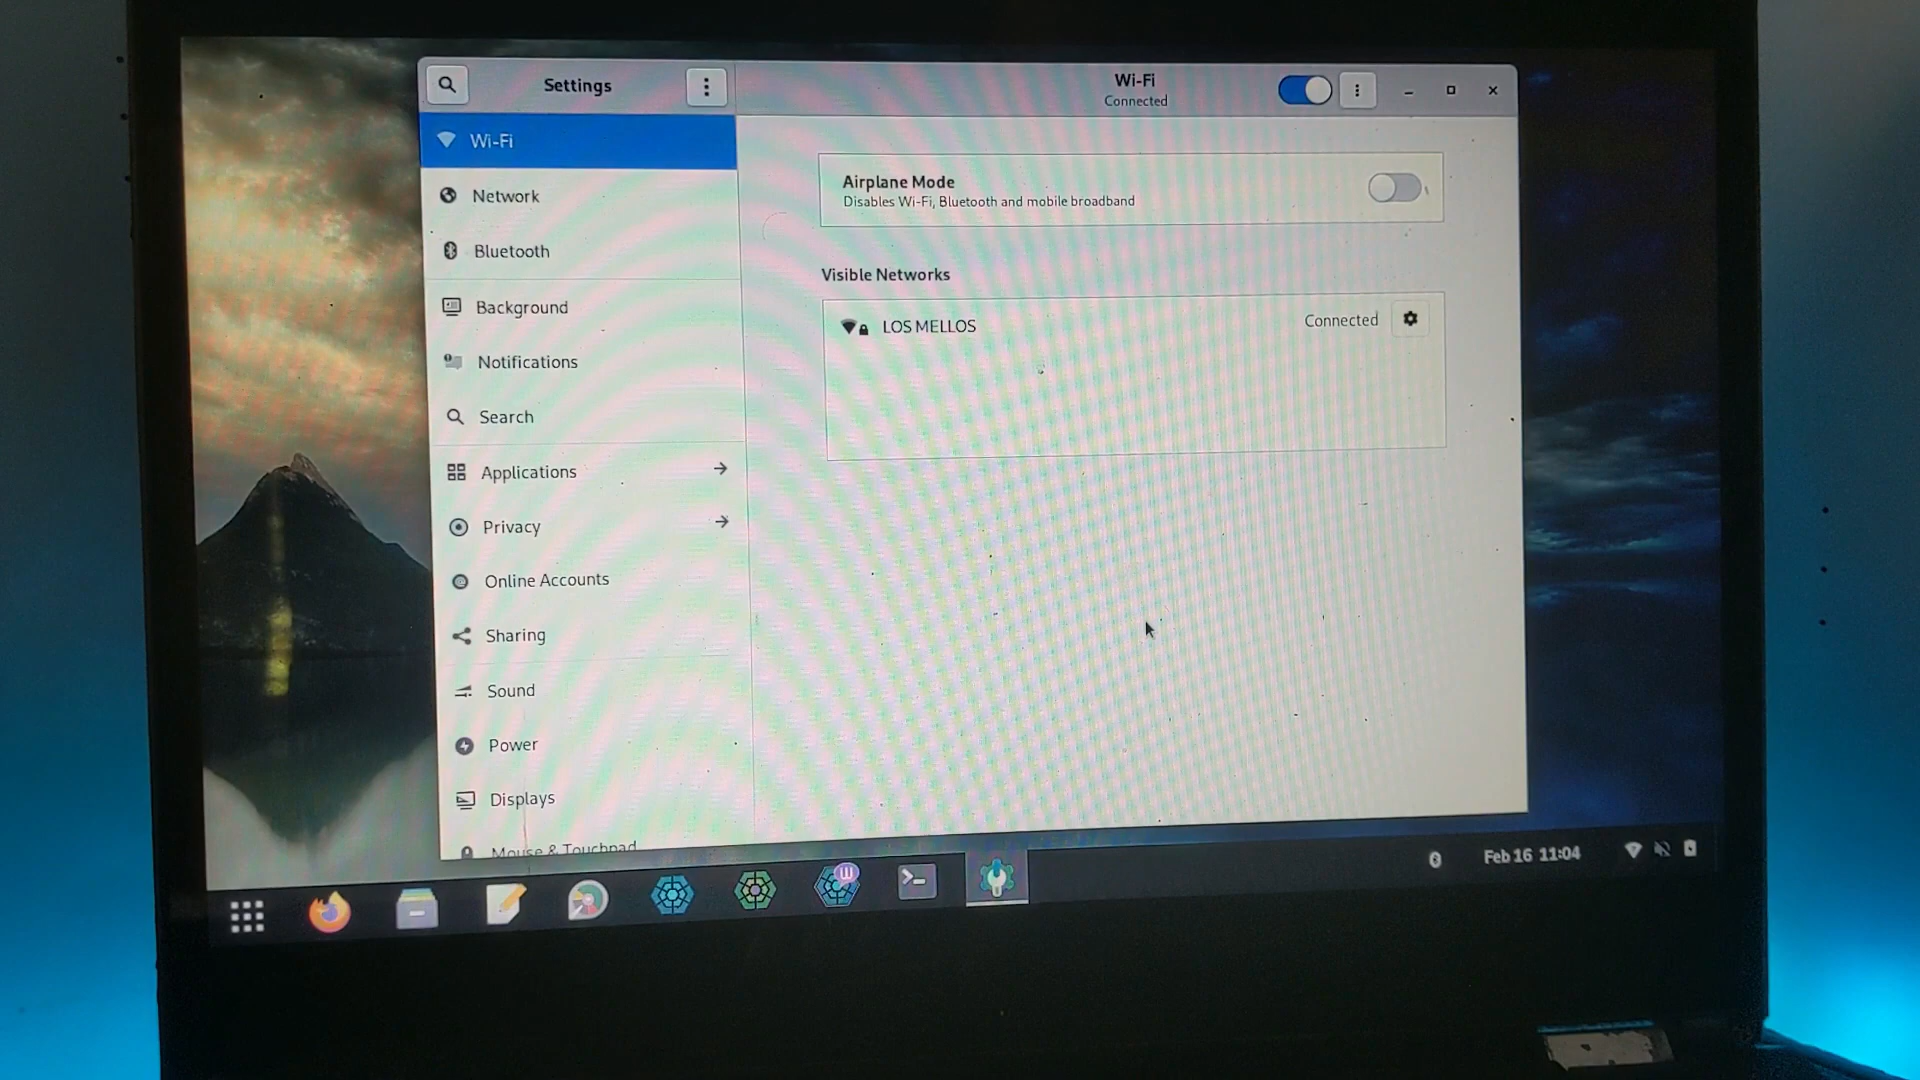 Settings
Wi-Fi
Connected
Wi-Fi
Network
Bluetooth
Background
Notifications
Search
Applications
Privacy
Online Accounts
Sharing
Sound
Power
Displays
Mouse & Touchpad
Airplane Mode
Disables Wi-Fi, Bluetooth and mobile broadband
Visible Networks
LOS MELLOS
Connected
W
Feb 16 11:04